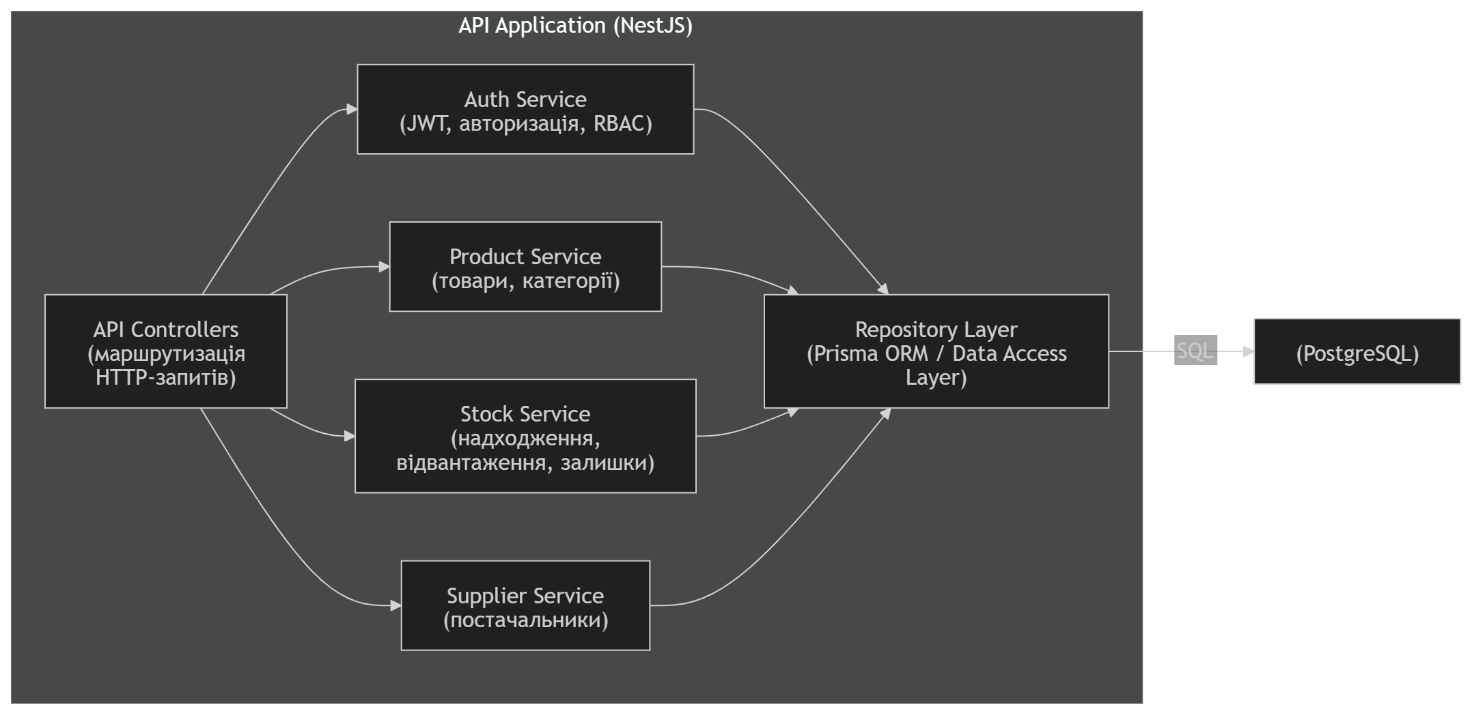 API Application (NestJS)
Auth Service
(JWT, авторизація, RBAC)
Product Service
(товари, категорії)
API Controllers
(маршрутизація
HTTP-запитів)
Repository Layer
(Prisma ORM / Data Access
Layer)
SQL
(PostgreSQL)
Stock Service
(надходження,
відвантаження, залишки)
Supplier Service
(постачальники)